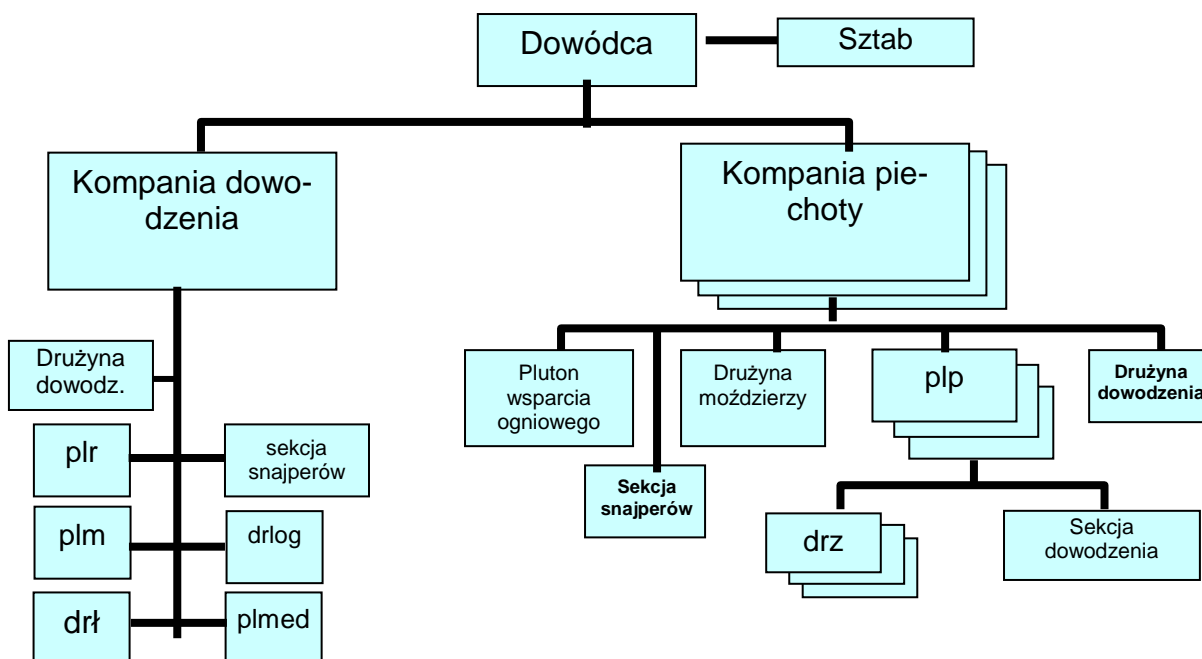 Dowódca
Sztab
Kompania dowo-
dzenia
Kompania pie-
choty
Drużyna
dowodz.
plr
sekcja
snajperów
plm
drlog
drł
plmed
Pluton
wsparcia
ogniowego
Sekcja
snajperów
Drużyna
moździerzy
plp
Drużyna
dowodzenia
drz
Sekcja
dowodzenia